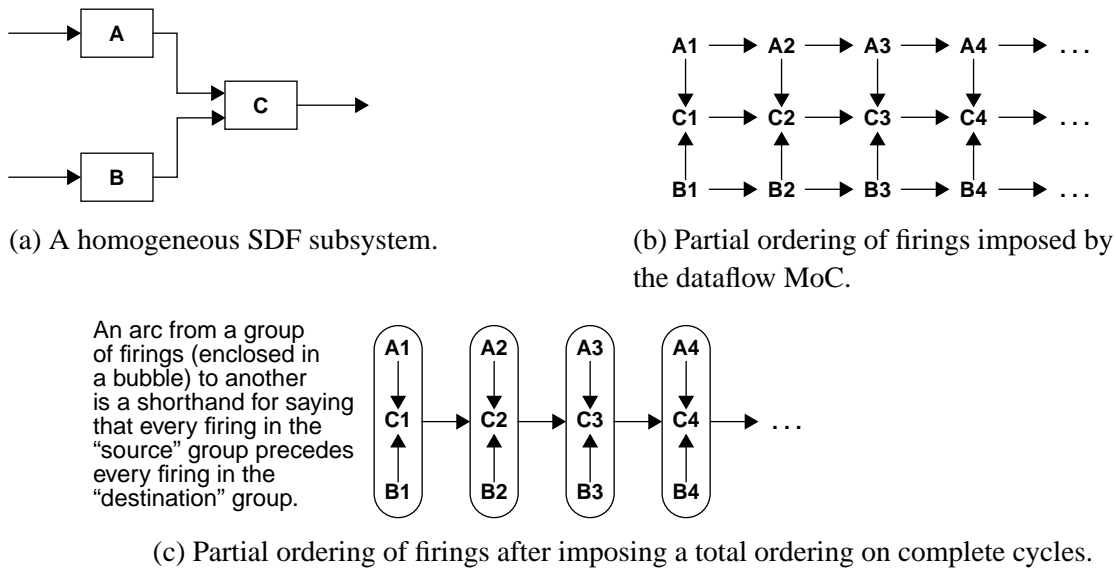 A
B
C
(a) A homogeneous SDF subsystem.
A1 A2 A3 A4 . . .
C1 C2 C3 C4 . . .
B1 B2 B3 B4 . . .
(b) Partial ordering of firings imposed by
the dataflow MoC.
An arc from a group
of firings (enclosed in
a bubble) to another
is a shorthand for saying
that every firing in the
“source” group precedes
every firing in the
“destination” group.
A1 A2 A3 A4
C1 C2 C3 C4 . . .
B1 B2 B3 B4
(c) Partial ordering of firings after imposing a total ordering on complete cycles.